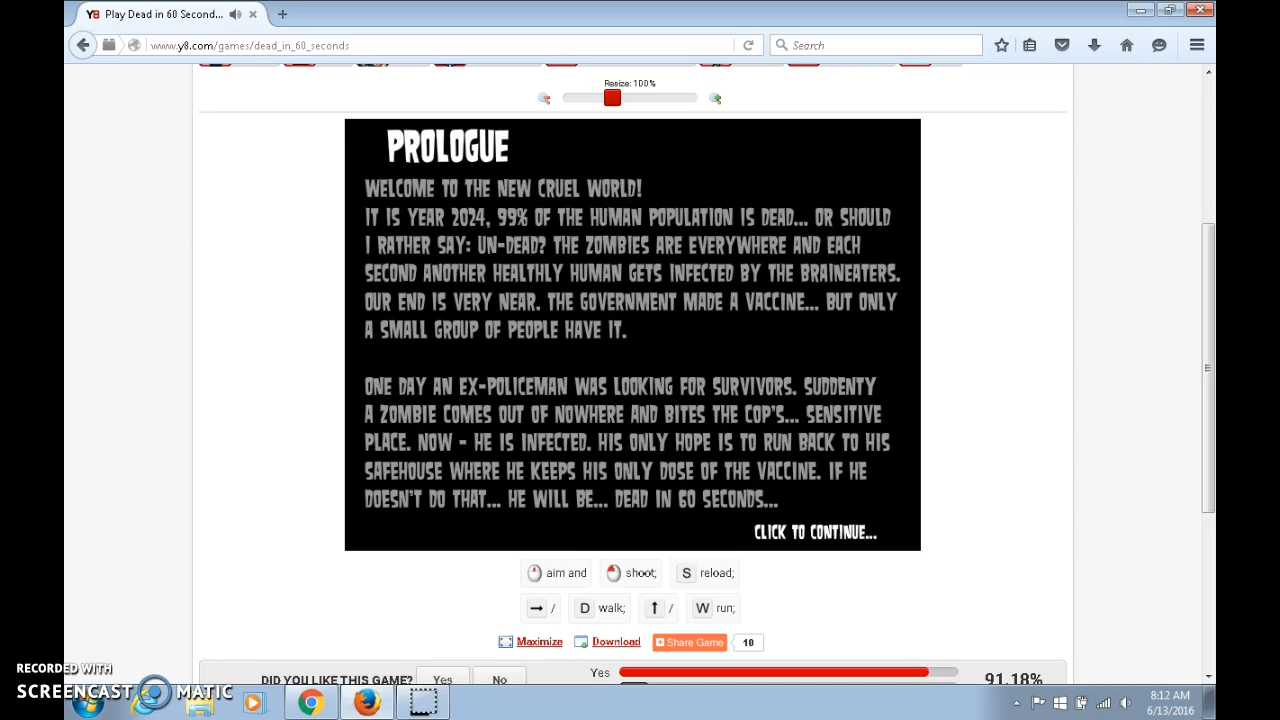 Y8 Play Dead in 60 Second...
www.y8.com/games/dead_in_60_seconds
Search
Resize: 100%
PROLOGUE
WELCOME TO THE NEW CRUEL WORLD!
IT IS YEAR 2024, 99% OF THE HUMAN POPULATION IS DEAD... OR SHOULD
I RATHER SAY: UN-DEAD? THE ZOMBIES ARE EVERYWHERE AND EACH
SECOND ANOTHER HEALTHLY HUMAN GETS INFECTED BY THE BRAINEATERS.
OUR END IS VERY NEAR. THE GOVERNMENT MADE A VACCINE... BUT ONLY
A SMALL GROUP OF PEOPLE HAVE IT.
ONE DAY AN EX-POLICEMAN WAS LOOKING FOR SURVIVORS. SUDDENTY
A ZOMBIE COMES OUT OF NOWHERE AND BITES THE COP'S... SENSITIVE
PLACE. NOW - HE IS INFECTED. HIS ONLY HOPE IS TO RUN BACK TO HIS
SAFEHOUSE WHERE HE KEEPS HIS ONLY DOSE OF THE VACCINE. IF HE
DOESN'T DO THAT... HE WILL BE... DEAD IN 60 SECONDS...
CLICK TO CONTINUE...
aim and shoot; S reload;
→ / D walk; ↑ / W run;
Maximize Download Share Game 18
DID YOU LIKE THIS GAME? Yes No Yes 91.18%
RECORDED WITH
SCREENCAST MATIC
8:12 AM
6/13/2016